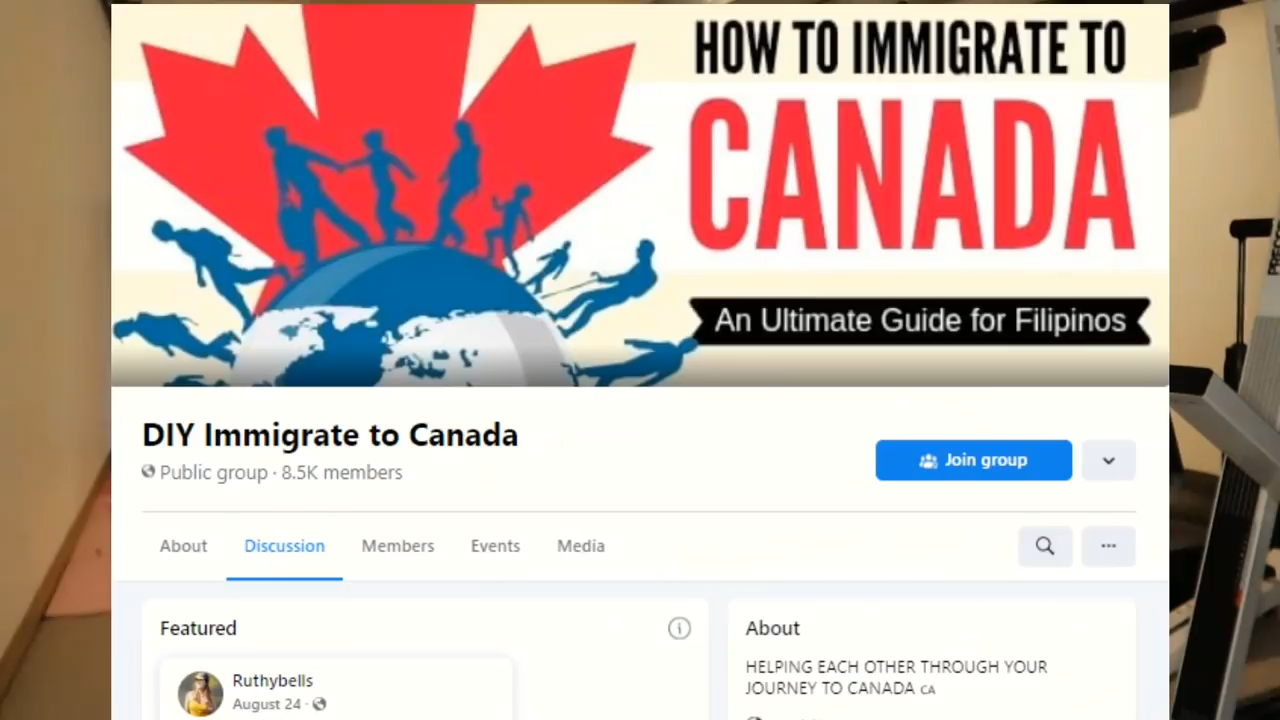 HOW TO IMMIGRATE TO
CANADA
An Ultimate Guide for Filipinos
DIY Immigrate to Canada
Public group · 8.5K members
Join group
About
Discussion
Members
Events
Media
Featured
Ruthybells
August 24 ·
About
HELPING EACH OTHER THROUGH YOUR
JOURNEY TO CANADA CA